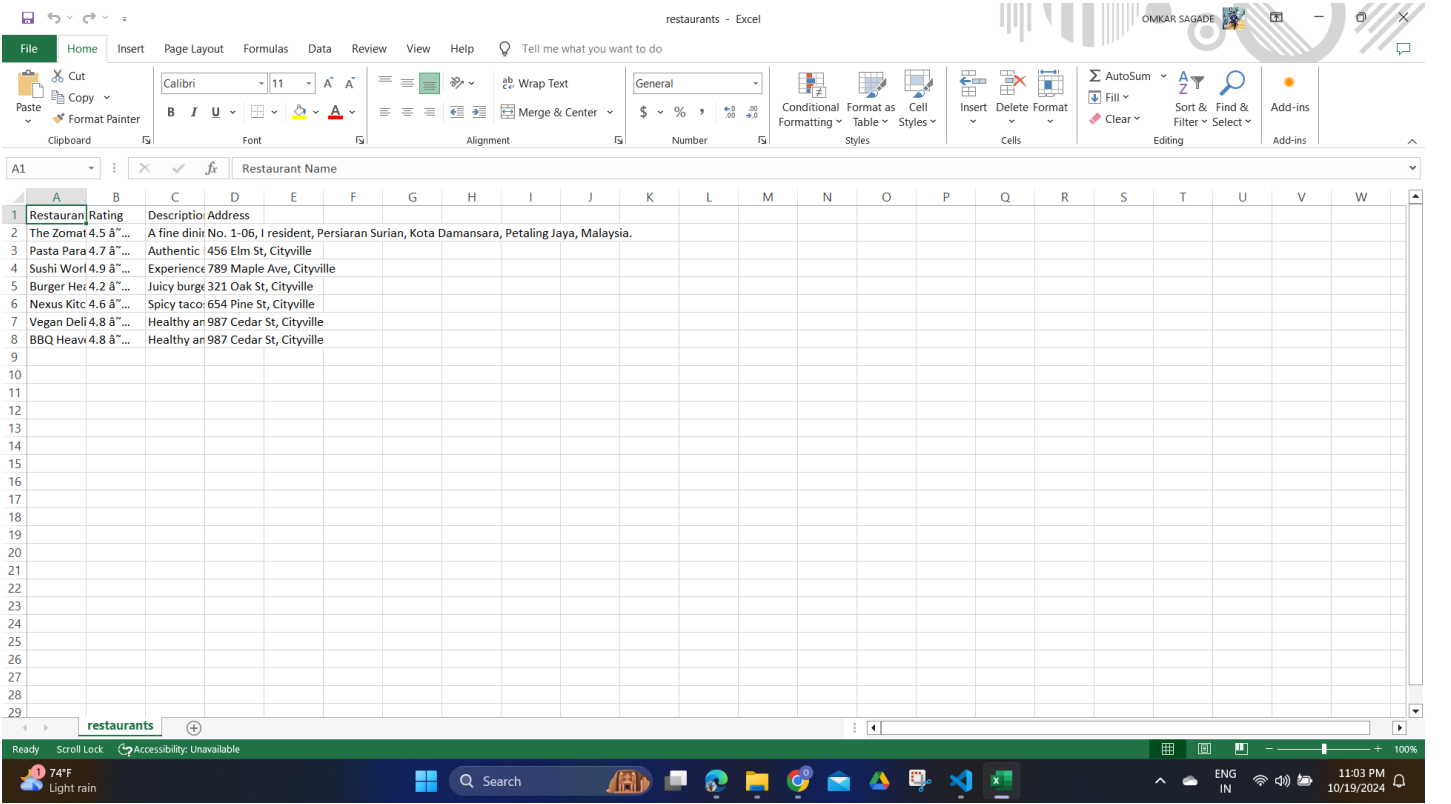 restaurants - Excel
OMKAR SAGADE
File Home Insert Page Layout Formulas Data Review View Help Tell me what you want to do
Paste
Cut
Copy
Format Painter
Clipboard
Calibri 11
B I U
Font
Wrap Text
Merge & Center
Alignment
General
$ % ,
Number
Conditional Formatting
Format as Table
Cell Styles
Styles
Insert Delete Format
Cells
AutoSum
Fill
Clear
Sort & Filter
Find & Select
Editing
Add-ins
Add-ins
A1 fx Restaurant Name
A B C D E F G H I J K L M N O P Q R S T U V W
1 Restauran Rating Descriptio Address
2 The Zomat 4.5 â˜… A fine dinir No. 1-06, I resident, Persiaran Surian, Kota Damansara, Petaling Jaya, Malaysia.
3 Pasta Para 4.7 â˜… Authentic 456 Elm St, Cityville
4 Sushi Worl 4.9 â˜… Experience 789 Maple Ave, Cityville
5 Burger Hea 4.2 â˜… Juicy burge 321 Oak St, Cityville
6 Nexus Kitc 4.6 â˜… Spicy taco 654 Pine St, Cityville
7 Vegan Deli 4.8 â˜… Healthy an 987 Cedar St, Cityville
8 BBQ Heave 4.8 â˜… Healthy an 987 Cedar St, Cityville
9
10
11
12
13
14
15
16
17
18
19
20
21
22
23
24
25
26
27
28
29
restaurants
Ready Scroll Lock Accessibility: Unavailable 100%
1 74°F
Light rain
Search
ENG
IN
11:03 PM
10/19/2024